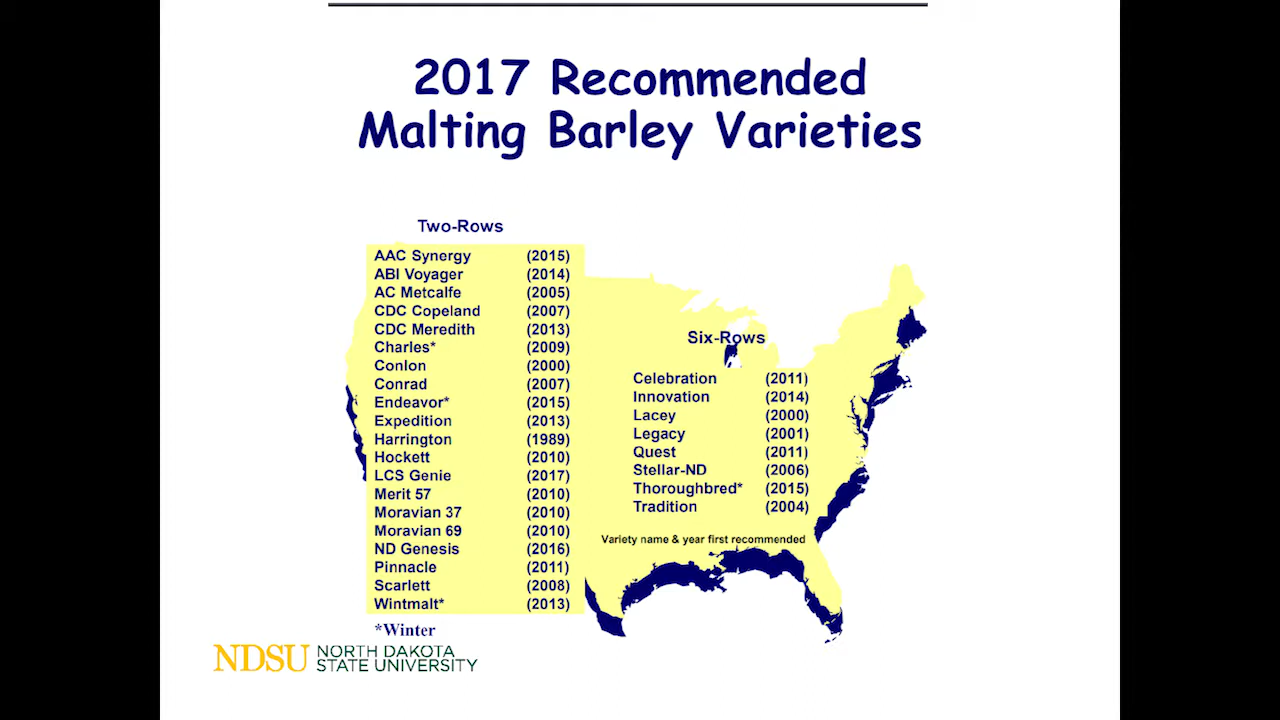 2017 Recommended
Malting Barley Varieties
Two-Rows
AAC Synergy (2015)
ABI Voyager (2014)
AC Metcalfe (2005)
CDC Copeland (2007)
CDC Meredith (2013)
Charles* (2009)
Conlon (2000)
Conrad (2007)
Endeavor* (2015)
Expedition (2013)
Harrington (1989)
Hockett (2010)
LCS Genie (2017)
Merit 57 (2010)
Moravian 37 (2010)
Moravian 69 (2010)
ND Genesis (2016)
Pinnacle (2011)
Scarlett (2008)
Wintmalt* (2013)
*Winter
Six-Rows
Celebration (2011)
Innovation (2014)
Lacey (2000)
Legacy (2001)
Quest (2011)
Stellar-ND (2006)
Thoroughbred* (2015)
Tradition (2004)
Variety name & year first recommended
NDSU NORTH DAKOTA
STATE UNIVERSITY